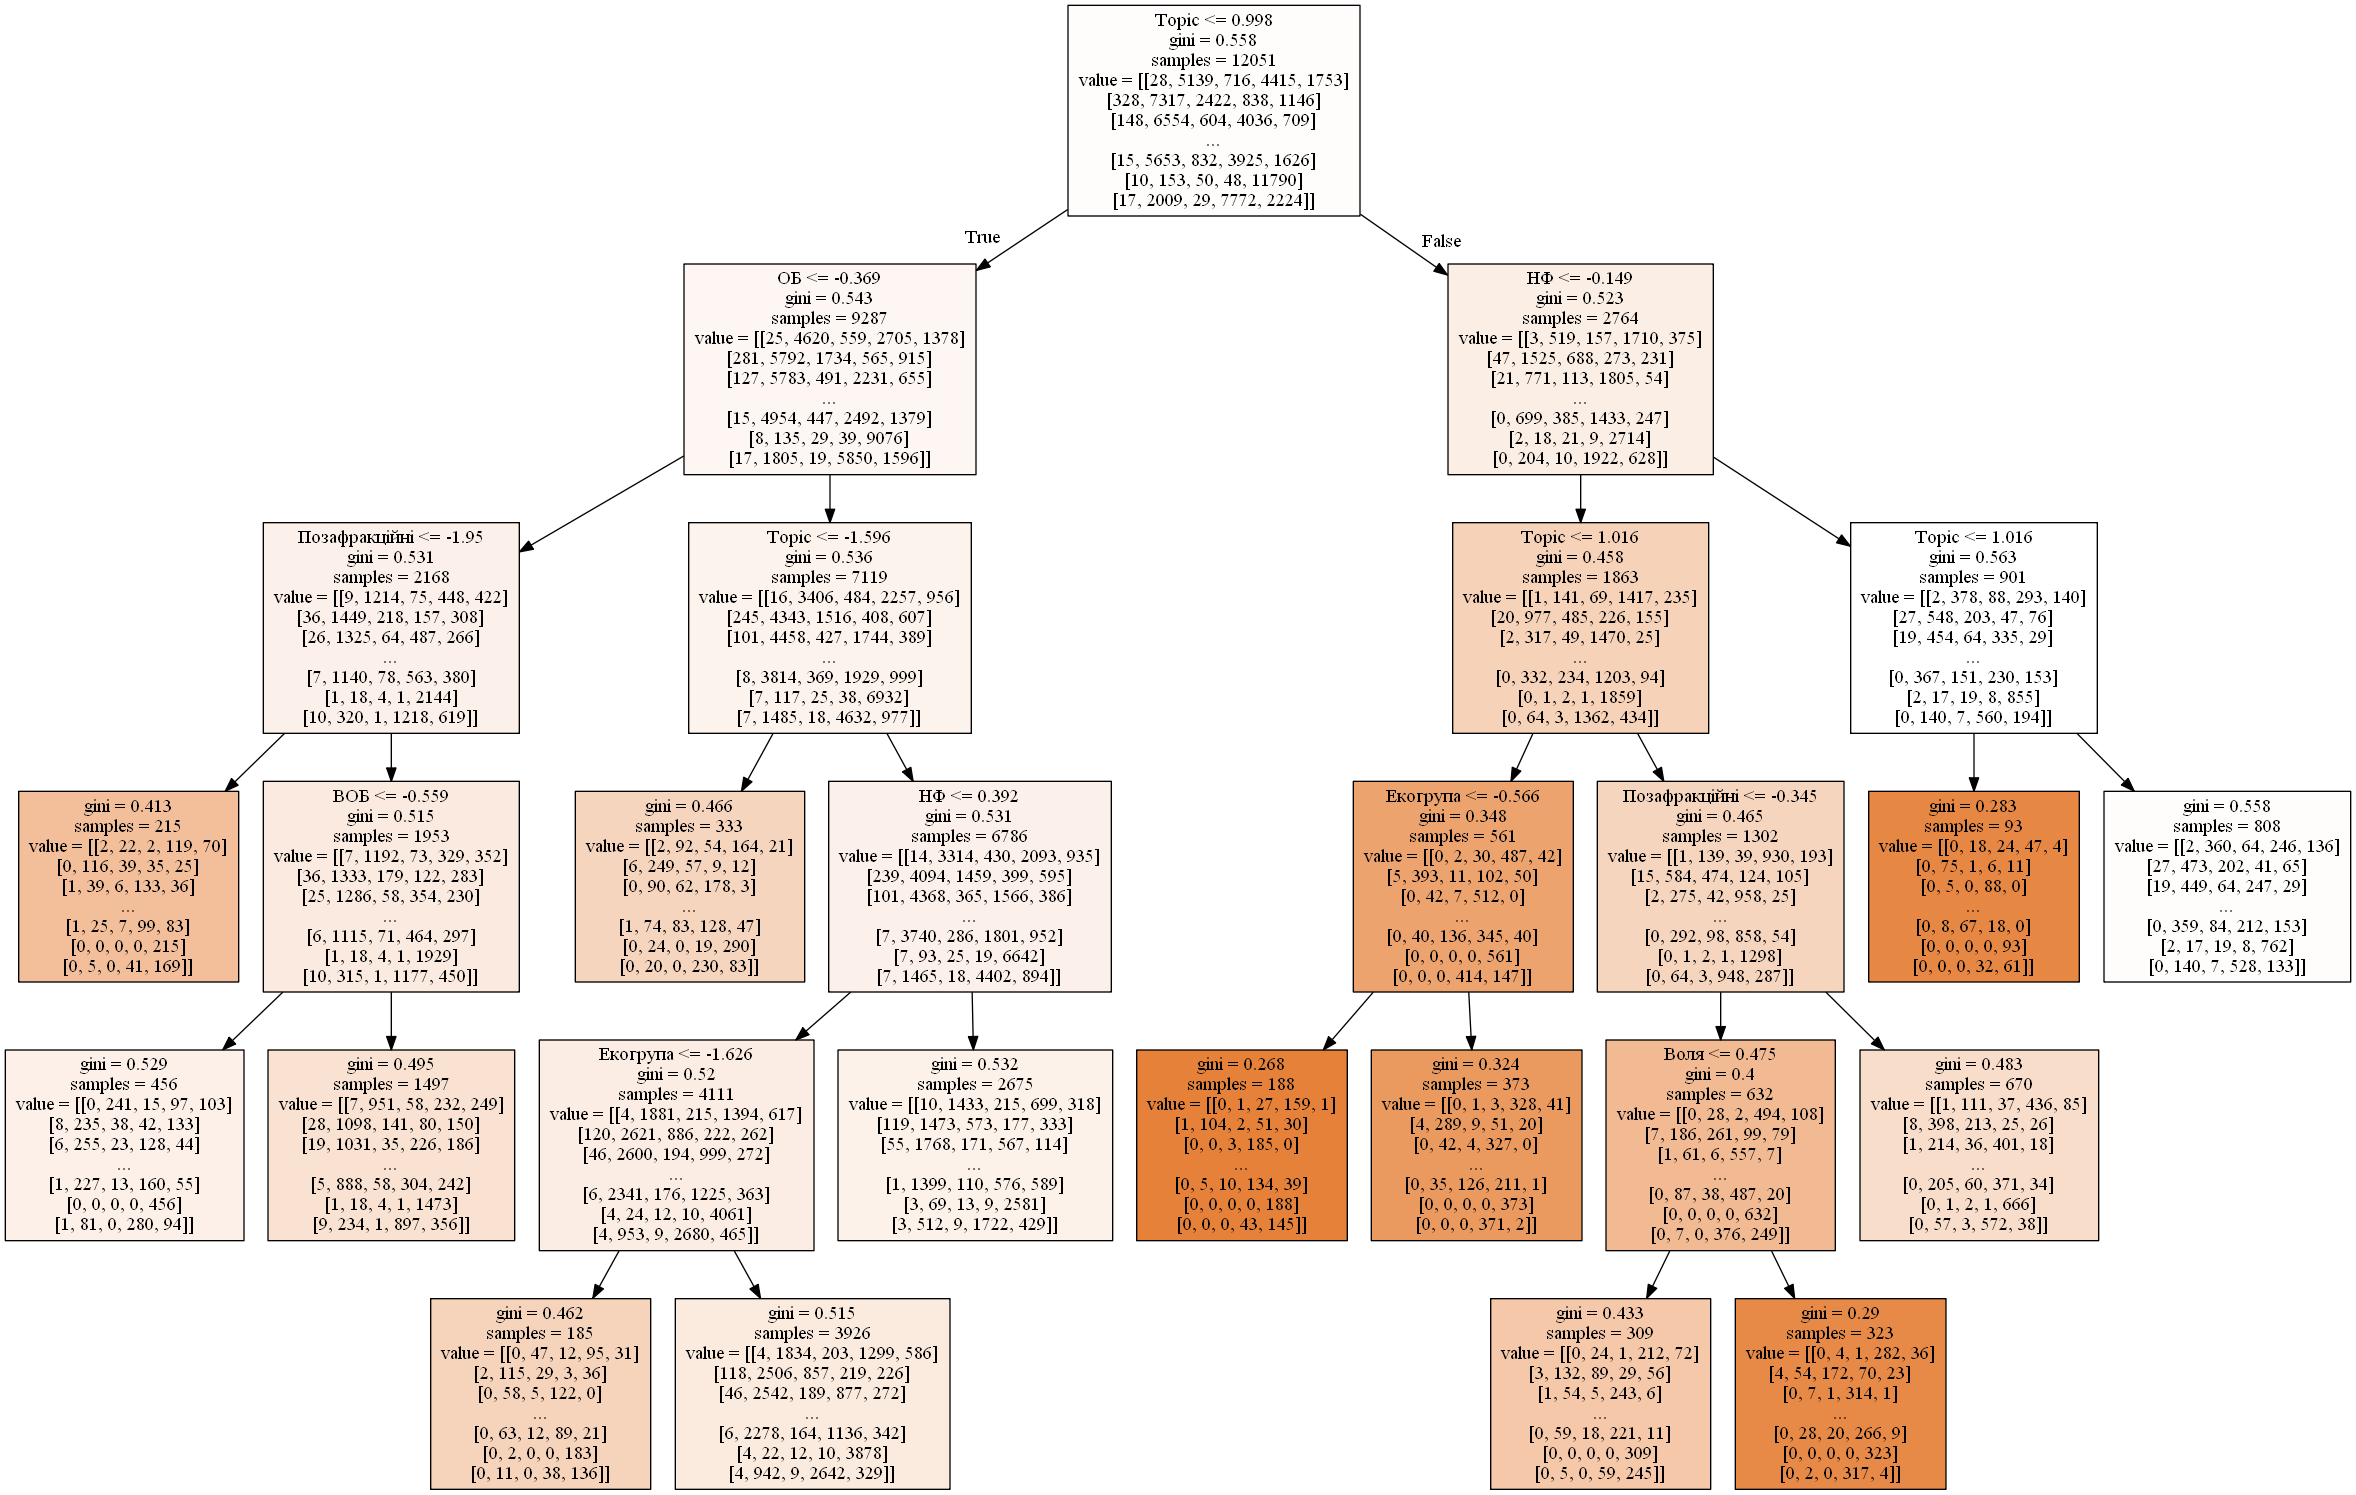 Topic <= 0.998
gini = 0.558
samples = 12051
value = [[28, 5139, 716, 4415, 1753]
[328, 7317, 2422, 838, 1146]
[148, 6554, 604, 4036, 709]
...
[15, 5653, 832, 3925, 1626]
[10, 153, 50, 48, 11790]
[17, 2009, 29, 7772, 2224]]
True
False
ОБ <= -0.369
gini = 0.543
samples = 9287
value = [[25, 4620, 559, 2705, 1378]
[281, 5792, 1734, 565, 915]
[127, 5783, 491, 2231, 655]
...
[15, 4954, 447, 2492, 1379]
[8, 135, 29, 39, 9076]
[17, 1805, 19, 5850, 1596]]
НФ <= -0.149
gini = 0.523
samples = 2764
value = [[3, 519, 157, 1710, 375]
[47, 1525, 688, 273, 231]
[21, 771, 113, 1805, 54]
...
[0, 699, 385, 1433, 247]
[2, 18, 21, 9, 2714]
[0, 204, 10, 1922, 628]]
Позафракційні <= -1.95
gini = 0.531
samples = 2168
value = [[9, 1214, 75, 448, 422]
[36, 1449, 218, 157, 308]
[26, 1325, 64, 487, 266]
...
[7, 1140, 78, 563, 380]
[1, 18, 4, 1, 2144]
[10, 320, 1, 1218, 619]]
Topic <= -1.596
gini = 0.536
samples = 7119
value = [[16, 3406, 484, 2257, 956]
[245, 4343, 1516, 408, 607]
[101, 4458, 427, 1744, 389]
...
[8, 3814, 369, 1929, 999]
[7, 117, 25, 38, 6932]
[7, 1485, 18, 4632, 977]]
Topic <= 1.016
gini = 0.458
samples = 1863
value = [[1, 141, 69, 1417, 235]
[20, 977, 485, 226, 155]
[2, 317, 49, 1470, 25]
...
[0, 332, 234, 1203, 94]
[0, 1, 2, 1, 1859]
[0, 64, 3, 1362, 434]]
Topic <= 1.016
gini = 0.563
samples = 901
value = [[2, 378, 88, 293, 140]
[27, 548, 203, 47, 76]
[19, 454, 64, 335, 29]
...
[0, 367, 151, 230, 153]
[2, 17, 19, 8, 855]
[0, 140, 7, 560, 194]]
gini = 0.413
samples = 215
value = [[2, 22, 2, 119, 70]
[0, 116, 39, 35, 25]
[1, 39, 6, 133, 36]
...
[1, 25, 7, 99, 83]
[0, 0, 0, 0, 215]
[0, 5, 0, 41, 169]]
ВОБ <= -0.559
gini = 0.515
samples = 1953
value = [[7, 1192, 73, 329, 352]
[36, 1333, 179, 122, 283]
[25, 1286, 58, 354, 230]
...
[6, 1115, 71, 464, 297]
[1, 18, 4, 1, 1929]
[10, 315, 1, 1177, 450]]
gini = 0.466
samples = 333
value = [[2, 92, 54, 164, 21]
[6, 249, 57, 9, 12]
[0, 90, 62, 178, 3]
...
[1, 74, 83, 128, 47]
[0, 24, 0, 19, 290]
[0, 20, 0, 230, 83]]
НФ <= 0.392
gini = 0.531
samples = 6786
value = [[14, 3314, 430, 2093, 935]
[239, 4094, 1459, 399, 595]
[101, 4368, 365, 1566, 386]
...
[7, 3740, 286, 1801, 952]
[7, 93, 25, 19, 6642]
[7, 1465, 18, 4402, 894]]
Екогрупа <= -0.566
gini = 0.348
samples = 561
value = [[0, 2, 30, 487, 42]
[5, 393, 11, 102, 50]
[0, 42, 7, 512, 0]
...
[0, 40, 136, 345, 40]
[0, 0, 0, 0, 561]
[0, 0, 0, 414, 147]]
Позафракційні <= -0.345
gini = 0.465
samples = 1302
value = [[1, 139, 39, 930, 193]
[15, 584, 474, 124, 105]
[2, 275, 42, 958, 25]
...
[0, 292, 98, 858, 54]
[0, 1, 2, 1, 1298]
[0, 64, 3, 948, 287]]
gini = 0.283
samples = 93
value = [[0, 18, 24, 47, 4]
[0, 75, 1, 6, 11]
[0, 5, 0, 88, 0]
...
[0, 8, 67, 18, 0]
[0, 0, 0, 0, 93]
[0, 0, 0, 32, 61]]
gini = 0.558
samples = 808
value = [[2, 360, 64, 246, 136]
[27, 473, 202, 41, 65]
[19, 449, 64, 247, 29]
...
[0, 359, 84, 212, 153]
[2, 17, 19, 8, 762]
[0, 140, 7, 528, 133]]
gini = 0.529
samples = 456
value = [[0, 241, 15, 97, 103]
[8, 235, 38, 42, 133]
[6, 255, 23, 128, 44]
...
[1, 227, 13, 160, 55]
[0, 0, 0, 0, 456]
[1, 81, 0, 280, 94]]
gini = 0.495
samples = 1497
value = [[7, 951, 58, 232, 249]
[28, 1098, 141, 80, 150]
[19, 1031, 35, 226, 186]
...
[5, 888, 58, 304, 242]
[1, 18, 4, 1, 1473]
[9, 234, 1, 897, 356]]
Екогрупа <= -1.626
gini = 0.52
samples = 4111
value = [[4, 1881, 215, 1394, 617]
[120, 2621, 886, 222, 262]
[46, 2600, 194, 999, 272]
...
[6, 2341, 176, 1225, 363]
[4, 24, 12, 10, 4061]
[4, 953, 9, 2680, 465]]
gini = 0.532
samples = 2675
value = [[10, 1433, 215, 699, 318]
[119, 1473, 573, 177, 333]
[55, 1768, 171, 567, 114]
...
[1, 1399, 110, 576, 589]
[3, 69, 13, 9, 2581]
[3, 512, 9, 1722, 429]]
gini = 0.268
samples = 188
value = [[0, 1, 27, 159, 1]
[1, 104, 2, 51, 30]
[0, 0, 3, 185, 0]
...
[0, 5, 10, 134, 39]
[0, 0, 0, 0, 188]
[0, 0, 0, 43, 145]]
gini = 0.324
samples = 373
value = [[0, 1, 3, 328, 41]
[4, 289, 9, 51, 20]
[0, 42, 4, 327, 0]
...
[0, 35, 126, 211, 1]
[0, 0, 0, 0, 373]
[0, 0, 0, 371, 2]]
Воля <= 0.475
gini = 0.4
samples = 632
value = [[0, 28, 2, 494, 108]
[7, 186, 261, 99, 79]
[1, 61, 6, 557, 7]
...
[0, 87, 38, 487, 20]
[0, 0, 0, 0, 632]
[0, 7, 0, 376, 249]]
gini = 0.483
samples = 670
value = [[1, 111, 37, 436, 85]
[8, 398, 213, 25, 26]
[1, 214, 36, 401, 18]
...
[0, 205, 60, 371, 34]
[0, 1, 2, 1, 666]
[0, 57, 3, 572, 38]]
gini = 0.462
samples = 185
value = [[0, 47, 12, 95, 31]
[2, 115, 29, 3, 36]
[0, 58, 5, 122, 0]
...
[0, 63, 12, 89, 21]
[0, 2, 0, 0, 183]
[0, 11, 0, 38, 136]]
gini = 0.515
samples = 3926
value = [[4, 1834, 203, 1299, 586]
[118, 2506, 857, 219, 226]
[46, 2542, 189, 877, 272]
...
[6, 2278, 164, 1136, 342]
[4, 22, 12, 10, 3878]
[4, 942, 9, 2642, 329]]
gini = 0.433
samples = 309
value = [[0, 24, 1, 212, 72]
[3, 132, 89, 29, 56]
[1, 54, 5, 243, 6]
...
[0, 59, 18, 221, 11]
[0, 0, 0, 0, 309]
[0, 5, 0, 59, 245]]
gini = 0.29
samples = 323
value = [[0, 4, 1, 282, 36]
[4, 54, 172, 70, 23]
[0, 7, 1, 314, 1]
...
[0, 28, 20, 266, 9]
[0, 0, 0, 0, 323]
[0, 2, 0, 317, 4]]